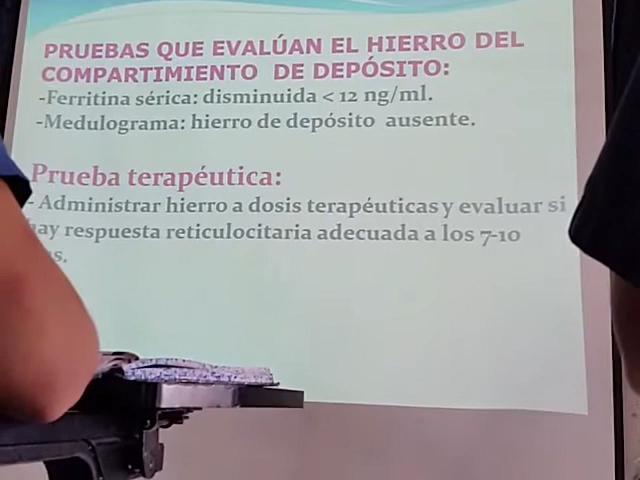 PRUEBAS QUE EVALÚAN EL HIERRO DEL
COMPARTIMIENTO DE DEPÓSITO:
-Ferritina sérica: disminuida < 12 ng/ml.
-Medulograma: hierro de depósito ausente.
Prueba terapéutica:
- Administrar hierro a dosis terapéuticas y evaluar si
hay respuesta reticulocitaria adecuada a los 7-10